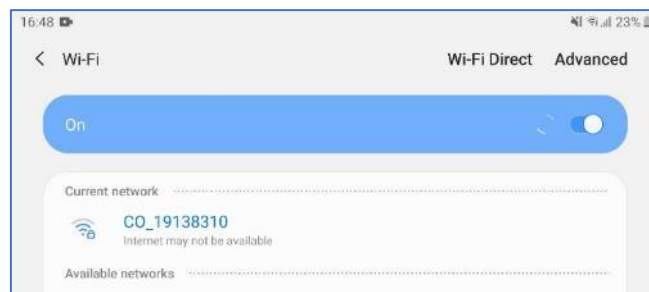 16:48 23%
Wi-Fi Wi-Fi Direct Advanced
On
Current network
CO_19138310
Internet may not be available
Available networks